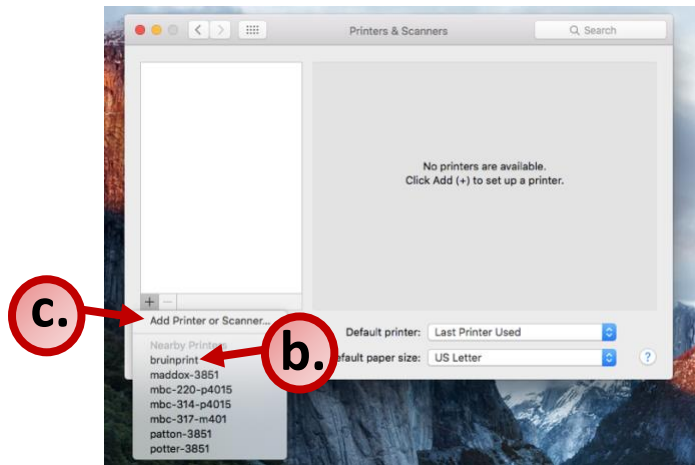 Printers & Scanners
Search
No printers are available.
Click Add (+) to set up a printer.
+ -
c.
Add Printer or Scanner...
Nearby Printers
bruinprint
b.
maddox-3851
mbc-220-p4015
mbc-314-p4015
mbc-317-m401
patton-3851
potter-3851
Default printer: Last Printer Used
efault paper size: US Letter
?